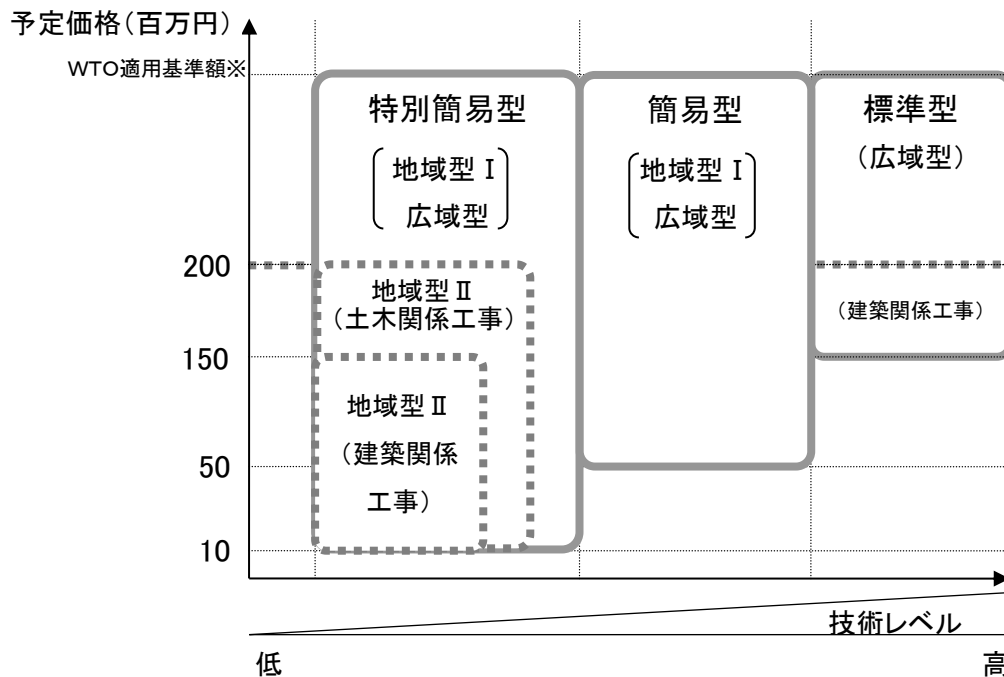 予定価格（百万円）
WTO適用基準額※
特別簡易型
地域型Ⅰ
広域型
簡易型
地域型Ⅰ
広域型
標準型
（広域型）
200
地域型Ⅱ
（土木関係工事）
（建築関係工事）
150
地域型Ⅱ
（建築関係
工事）
50
10
技術レベル
低
高